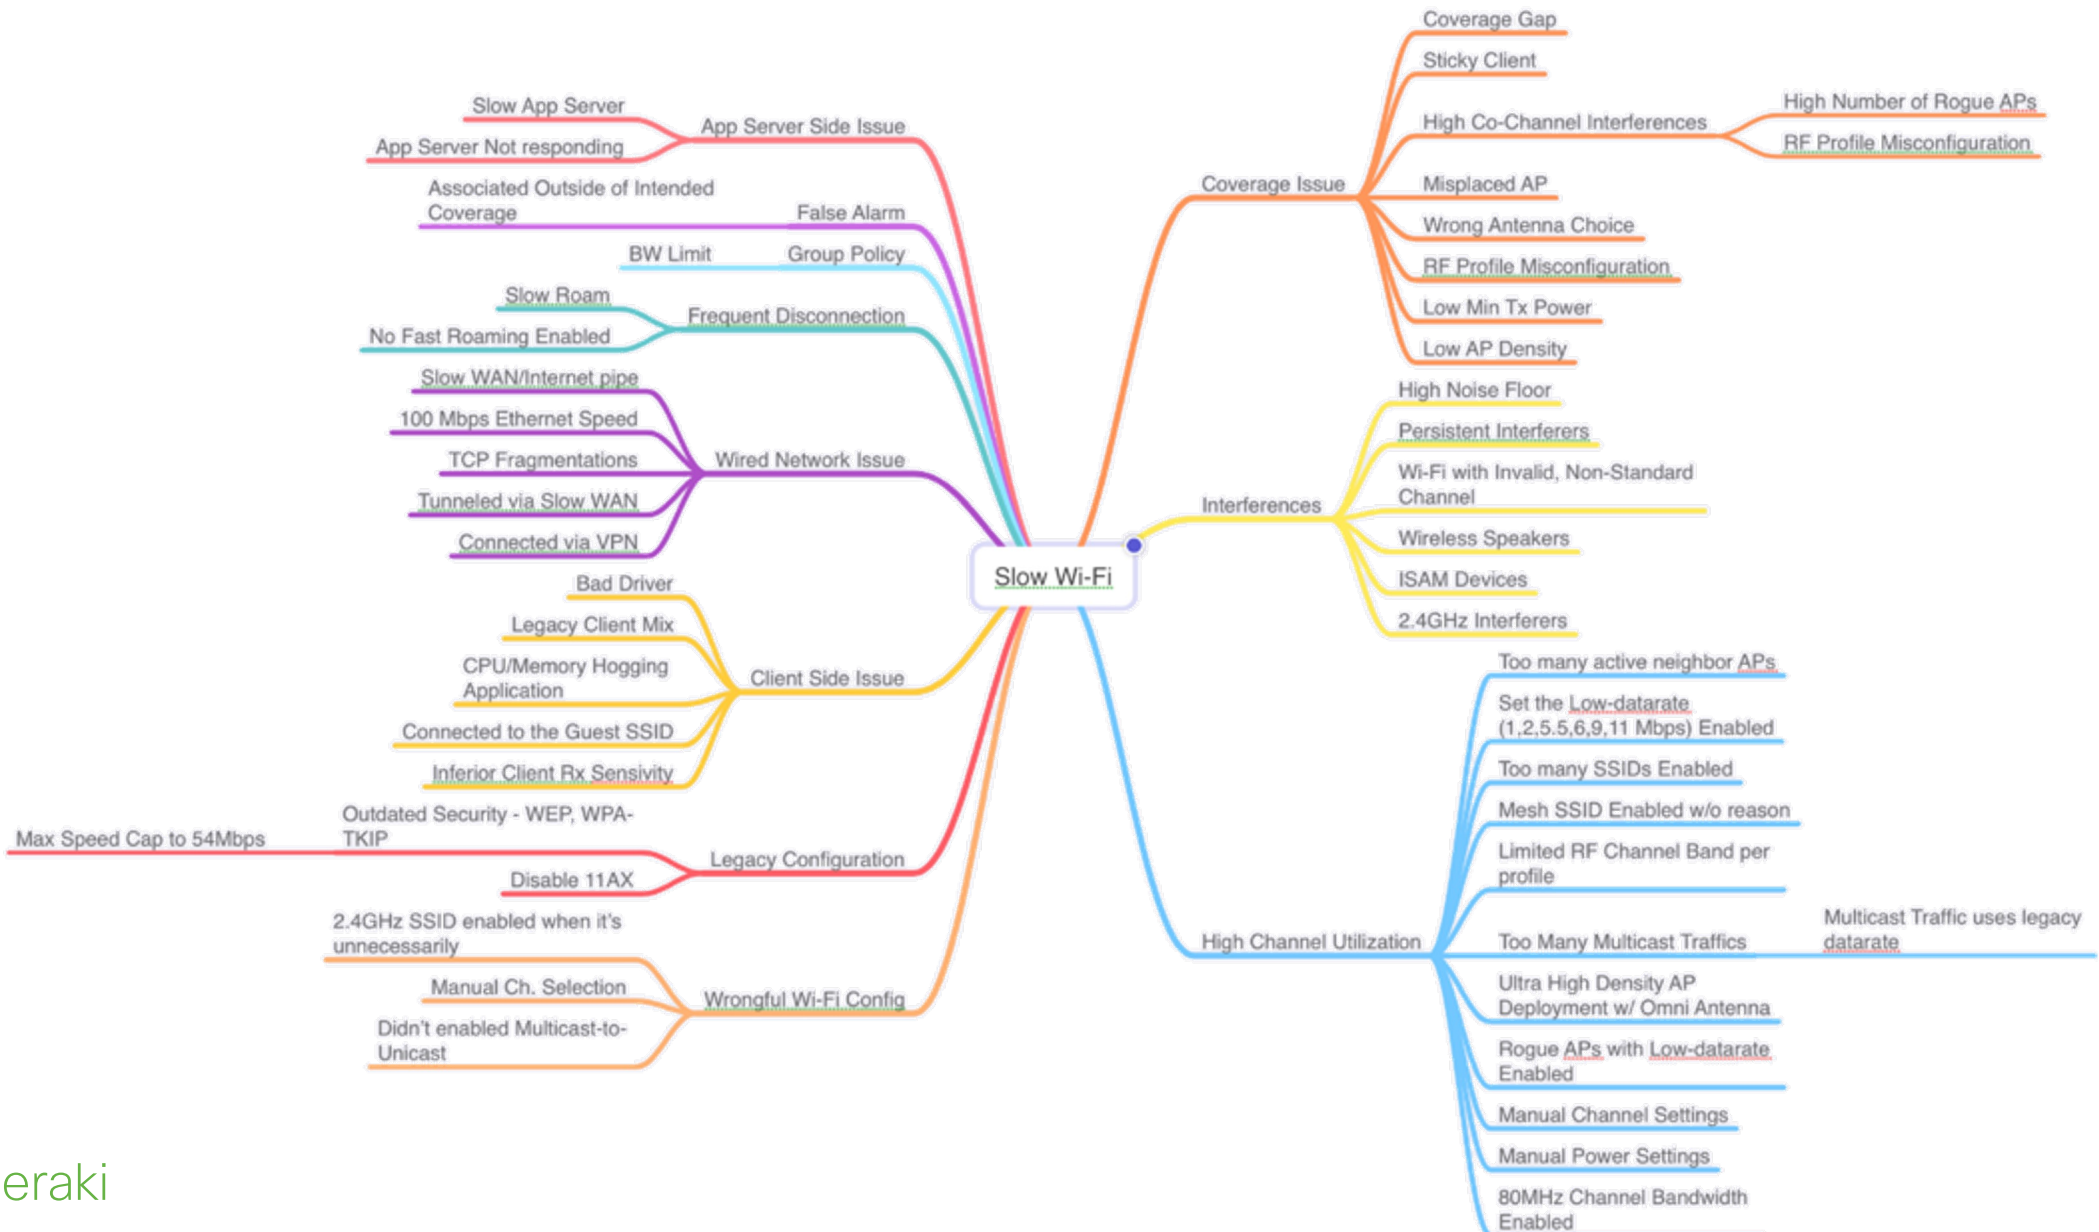 Slow Wi-Fi
App Server Side Issue
Slow App Server
App Server Not responding
False Alarm
Associated Outside of Intended
Coverage
Group Policy
BW Limit
Frequent Disconnection
Slow Roam
No Fast Roaming Enabled
Wired Network Issue
Slow WAN/Internet pipe
100 Mbps Ethernet Speed
TCP Fragmentations
Tunneled via Slow WAN
Connected via VPN
Client Side Issue
Bad Driver
Legacy Client Mix
CPU/Memory Hogging
Application
Connected to the Guest SSID
Inferior Client Rx Sensivity
Legacy Configuration
Outdated Security - WEP, WPA-
TKIP
Max Speed Cap to 54Mbps
Disable 11AX
Wrongful Wi-Fi Config
2.4GHz SSID enabled when it's
unnecessarily
Manual Ch. Selection
Didn't enabled Multicast-to-
Unicast
Coverage Issue
Coverage Gap
Sticky Client
High Co-Channel Interferences
High Number of Rogue APs
RF Profile Misconfiguration
Misplaced AP
Wrong Antenna Choice
RF Profile Misconfiguration
Low Min Tx Power
Low AP Density
Interferences
High Noise Floor
Persistent Interferers
Wi-Fi with Invalid, Non-Standard
Channel
Wireless Speakers
ISAM Devices
2.4GHz Interferers
High Channel Utilization
Too many active neighbor APs
Set the Low-datarate
(1,2,5.5,6,9,11 Mbps) Enabled
Too many SSIDs Enabled
Mesh SSID Enabled w/o reason
Limited RF Channel Band per
profile
Too Many Multicast Traffics
Multicast Traffic uses legacy
datarate
Ultra High Density AP
Deployment w/ Omni Antenna
Rogue APs with Low-datarate
Enabled
Manual Channel Settings
Manual Power Settings
80MHz Channel Bandwidth
Enabled
eraki